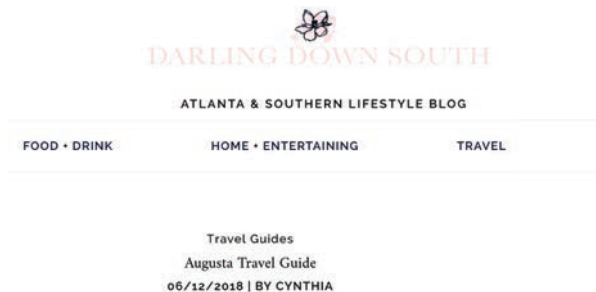 DARLING DOWN SOUTH
ATLANTA & SOUTHERN LIFESTYLE BLOG
FOOD + DRINK HOME + ENTERTAINING TRAVEL
Travel Guides
Augusta Travel Guide
06/12/2018 | BY CYNTHIA